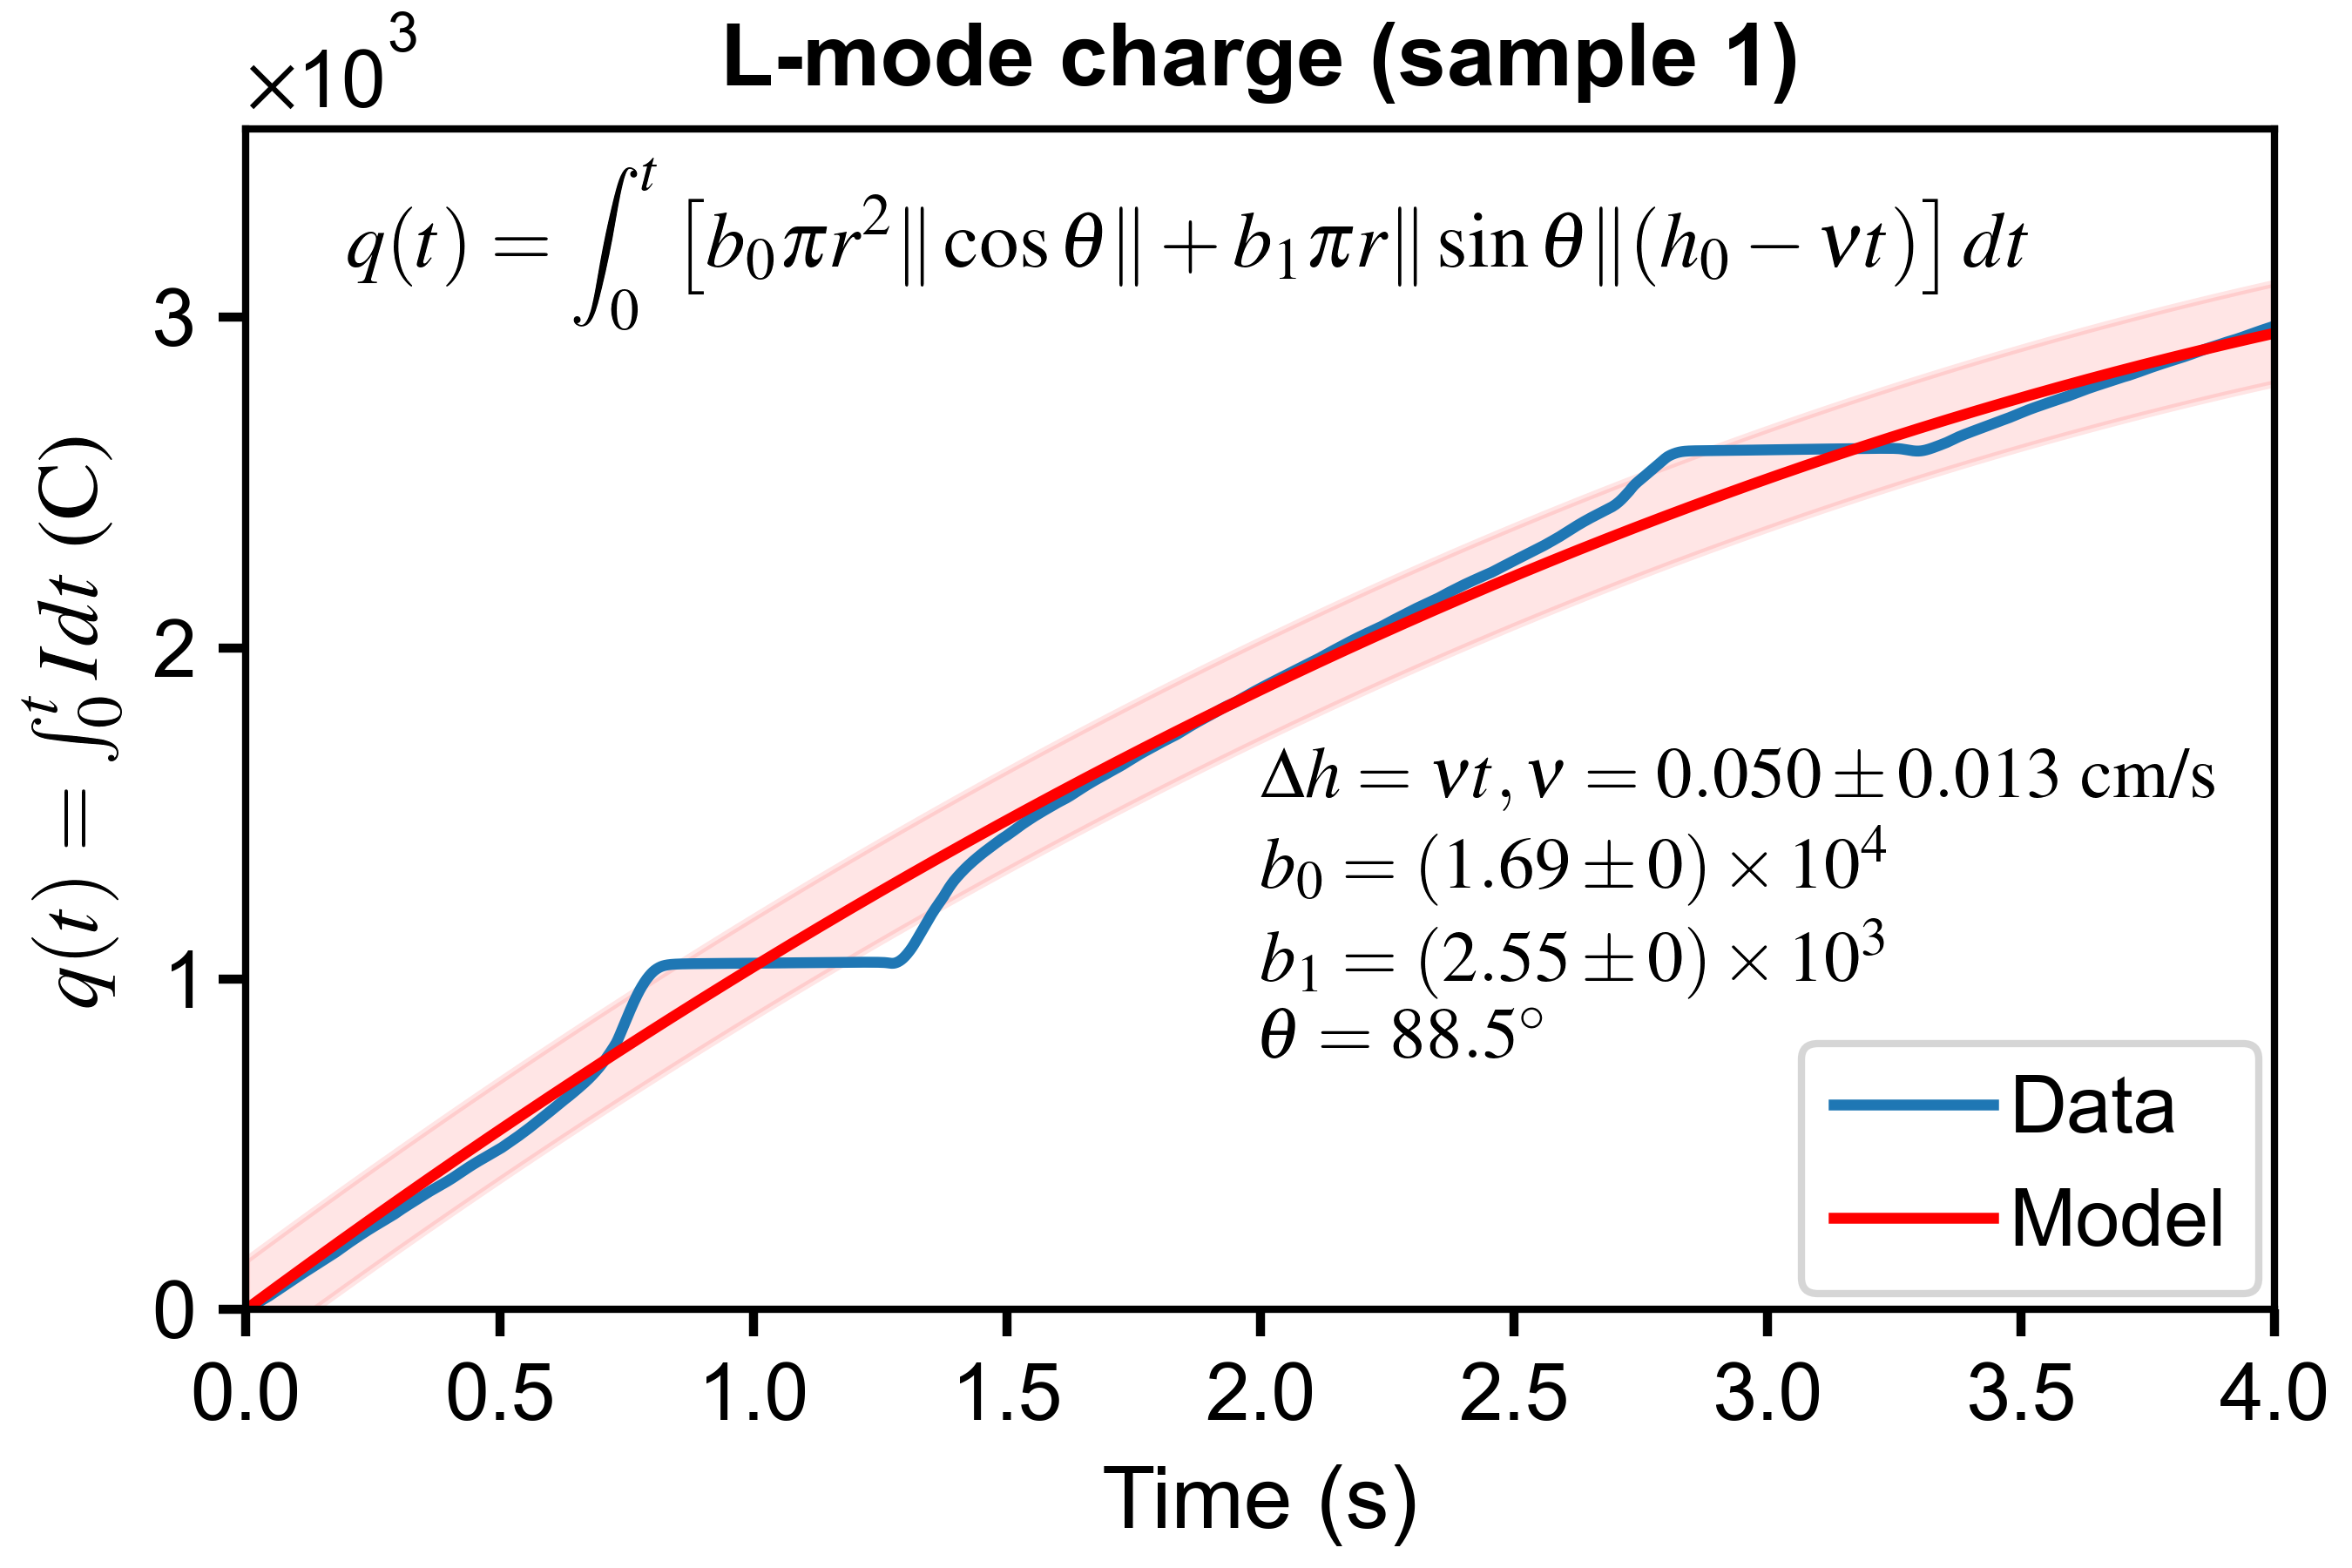 L-mode charge (sample 1)
×10³
q(t) = ∫₀ᵗ [b₀πr²‖cos θ‖ + b₁πr‖sin θ‖(h₀ − νt)] dt
q(t) = ∫₀ᵗ Idt (C)
3
2
1
0
Δh = νt, ν = 0.050 ± 0.013 cm/s
b₀ = (1.69 ± 0) × 10⁴
b₁ = (2.55 ± 0) × 10³
θ = 88.5°
Data
Model
0.0 0.5 1.0 1.5 2.0 2.5 3.0 3.5 4.0
Time (s)